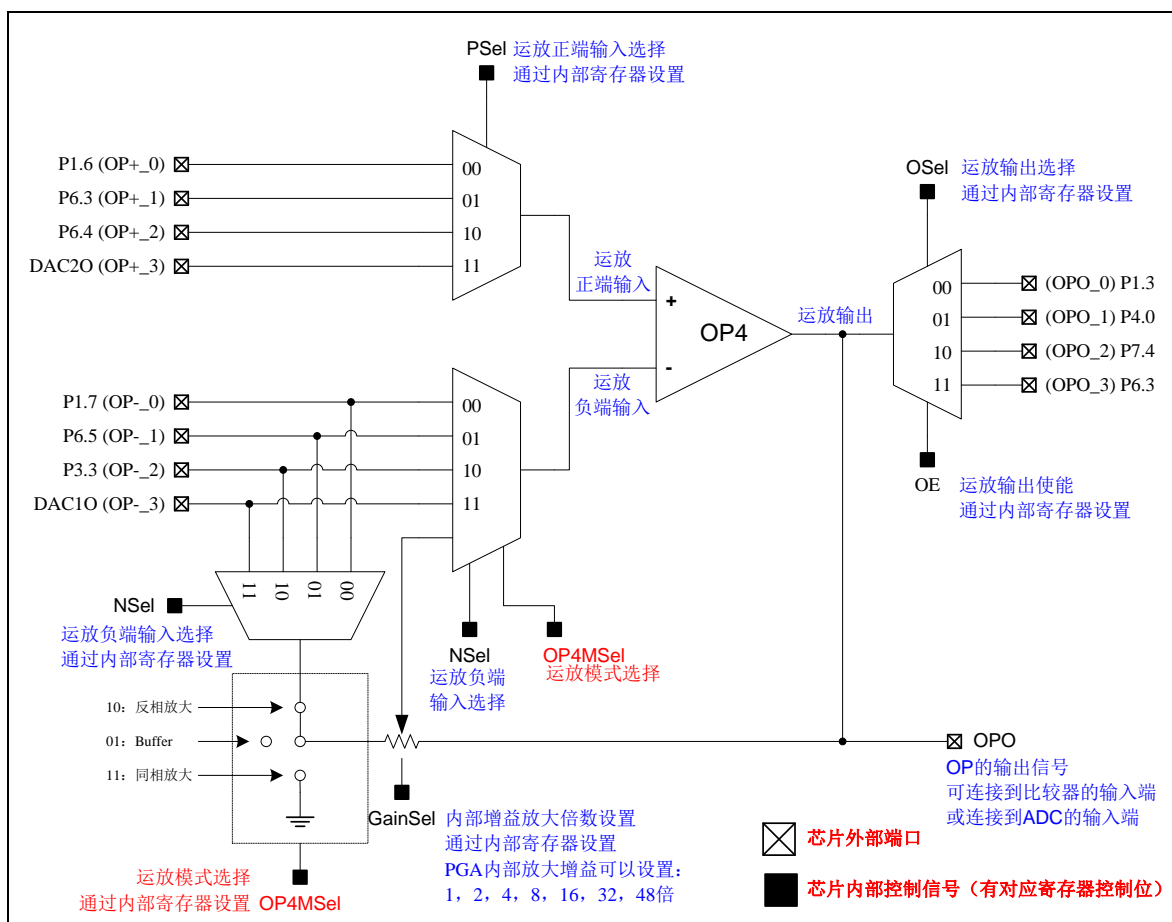 PSel 运放正端输入选择
通过内部寄存器设置
P1.6 (OP+_0)
P6.3 (OP+_1)
P6.4 (OP+_2)
DAC2O (OP+_3)
00
01
10
11
运放
正端输入
+
OP4
-
运放
负端输入
运放输出
OSel 运放输出选择
通过内部寄存器设置
00
01
10
11
(OPO_0) P1.3
(OPO_1) P4.0
(OPO_2) P7.4
(OPO_3) P6.3
OE 运放输出使能
通过内部寄存器设置
P1.7 (OP-_0)
P6.5 (OP-_1)
P3.3 (OP-_2)
DAC1O (OP-_3)
00
01
10
11
11
10
01
00
NSel
运放负端输入选择
通过内部寄存器设置
NSel
运放负端
输入选择
OP4MSel
运放模式选择
10：反相放大
01：Buffer
11：同相放大
运放模式选择
通过内部寄存器设置 OP4MSel
GainSel 内部增益放大倍数设置
通过内部寄存器设置
PGA内部放大增益可以设置：
1，2，4，8，16，32，48倍
OPO
OP的输出信号
可连接到比较器的输入端
或连接到ADC的输入端
芯片外部端口
芯片内部控制信号（有对应寄存器控制位）